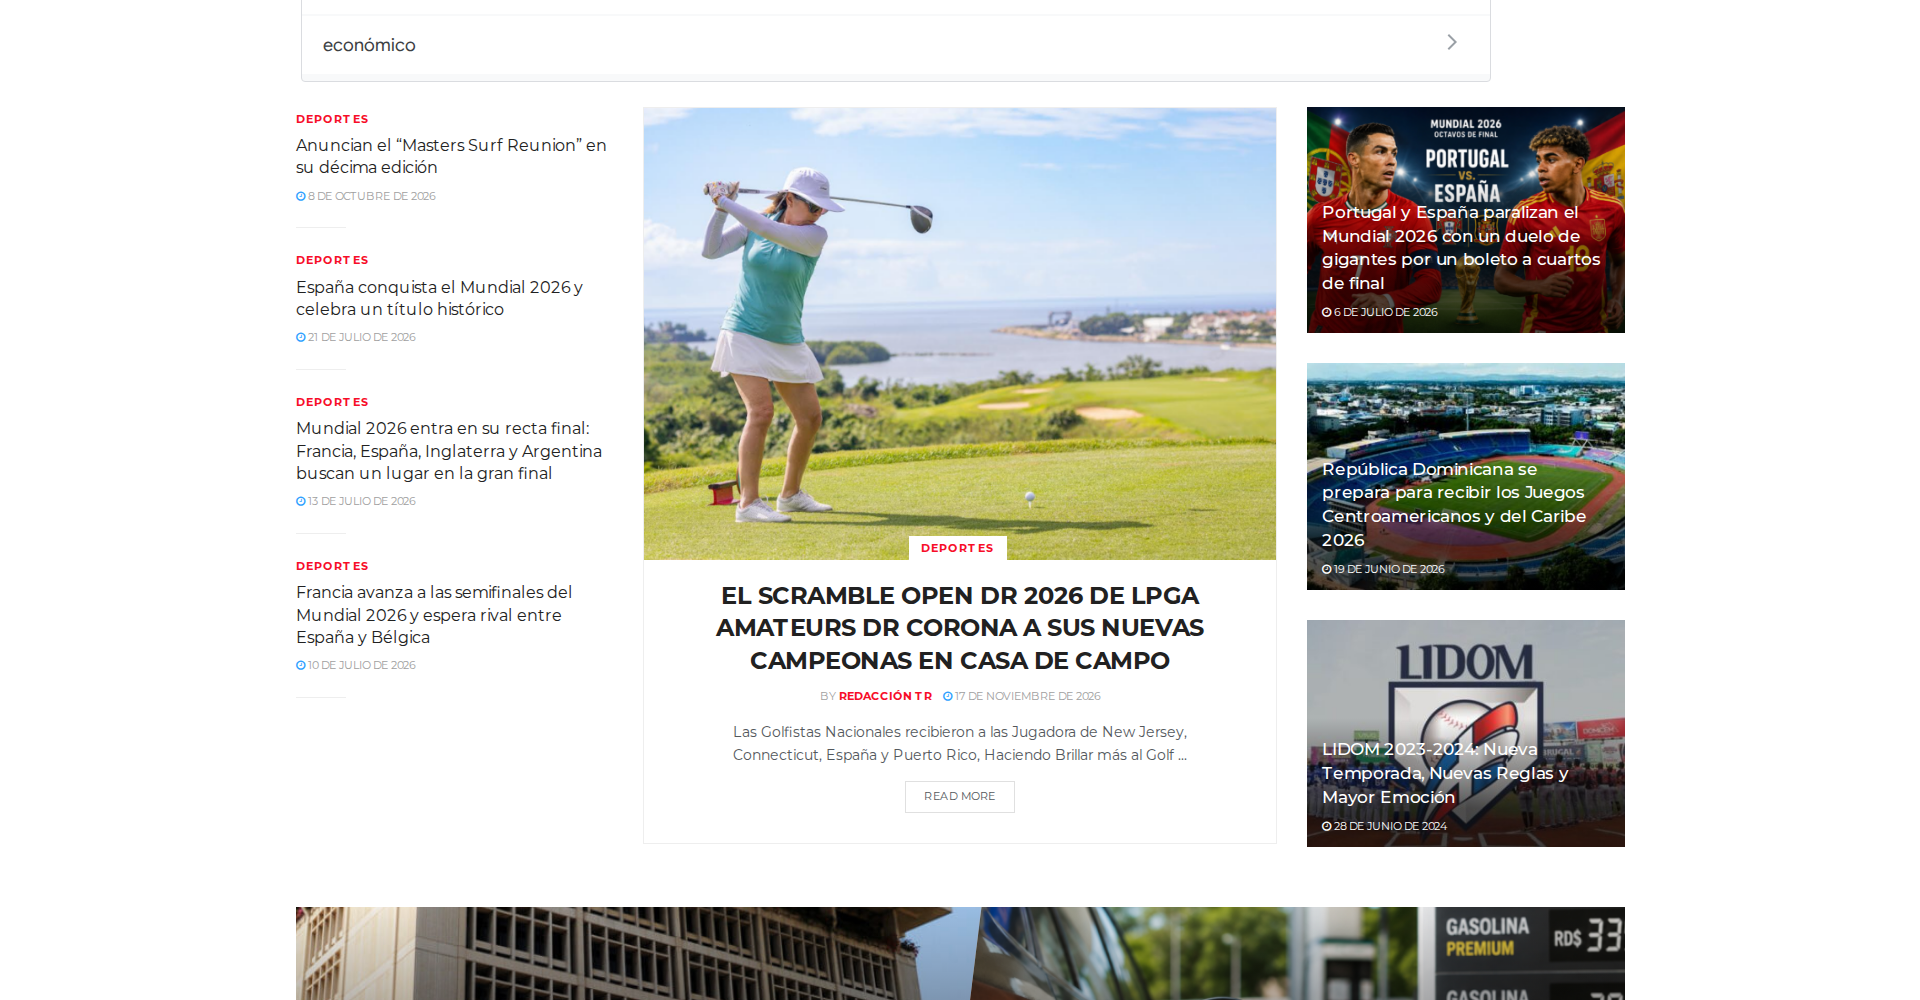 económico
DEPORTES
Anuncian el “Masters Surf Reunion” en
su décima edición
8 DE OCTUBRE DE 2026
DEPORTES
España conquista el Mundial 2026 y
celebra un título histórico
21 DE JULIO DE 2026
DEPORTES
Mundial 2026 entra en su recta final:
Francia, España, Inglaterra y Argentina
buscan un lugar en la gran final
13 DE JULIO DE 2026
DEPORTES
Francia avanza a las semifinales del
Mundial 2026 y espera rival entre
España y Bélgica
10 DE JULIO DE 2026
DEPORTES
EL SCRAMBLE OPEN DR 2026 DE LPGA
AMATEURS DR CORONA A SUS NUEVAS
CAMPEONAS EN CASA DE CAMPO
BY REDACCIÓN TR 17 DE NOVIEMBRE DE 2026
Las Golfistas Nacionales recibieron a las Jugadora de New Jersey,
Connecticut, España y Puerto Rico, Haciendo Brillar más al Golf ...
READ MORE
MUNDIAL 2026
OCTAVOS DE FINAL
PORTUGAL
VS.
ESPAÑA
19
Portugal y España paralizan el
Mundial 2026 con un duelo de
gigantes por un boleto a cuartos
de final
6 DE JULIO DE 2026
República Dominicana se
prepara para recibir los Juegos
Centroamericanos y del Caribe
2026
19 DE JUNIO DE 2026
LIDOM
LIDOM 2023-2024: Nueva
Temporada, Nuevas Reglas y
Mayor Emoción
28 DE JUNIO DE 2024
GASOLINA
PREMIUM
RD$ 33
GASOLINA